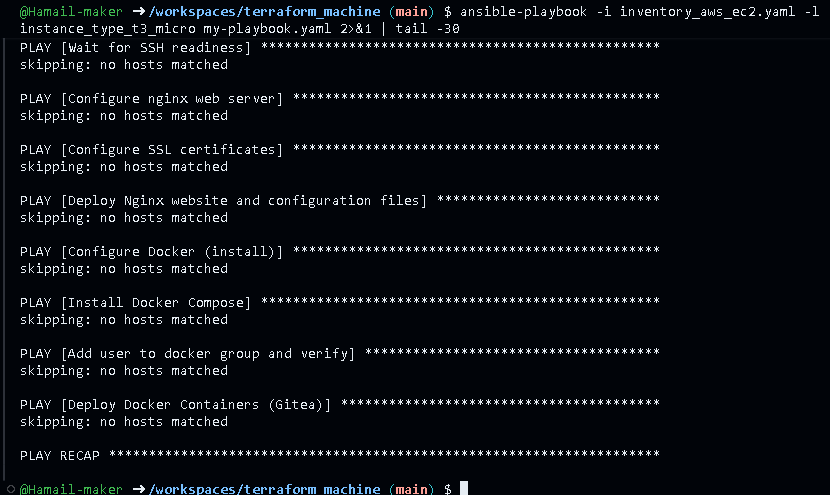 @Hamail-maker ➜/workspaces/terraform_machine (main) $ ansible-playbook -i inventory_aws_ec2.yaml -l
instance_type_t3_micro my-playbook.yaml 2>&1 | tail -30
PLAY [Wait for SSH readiness] **************************************************
skipping: no hosts matched
PLAY [Configure nginx web server] **********************************************
skipping: no hosts matched
PLAY [Configure SSL certificates] **********************************************
skipping: no hosts matched
PLAY [Deploy Nginx website and configuration files] ****************************
skipping: no hosts matched
PLAY [Configure Docker (install)] **********************************************
skipping: no hosts matched
PLAY [Install Docker Compose] **************************************************
skipping: no hosts matched
PLAY [Add user to docker group and verify] *************************************
skipping: no hosts matched
PLAY [Deploy Docker Containers (Gitea)] ****************************************
skipping: no hosts matched
PLAY RECAP *********************************************************************
@Hamail-maker ➜/workspaces/terraform_machine (main) $